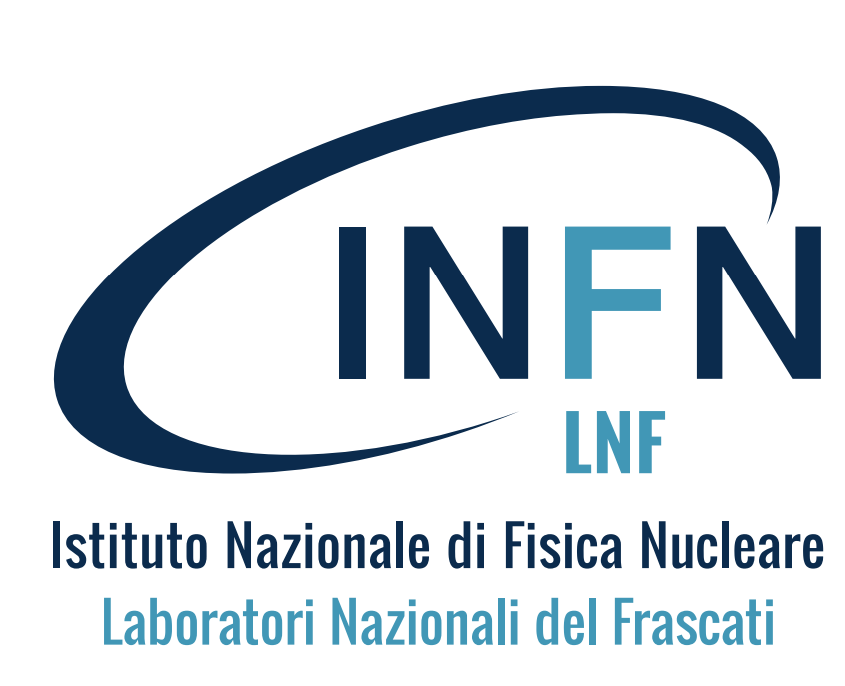 INFN
LNF
Istituto Nazionale di Fisica Nucleare
Laboratori Nazionali del Frascati